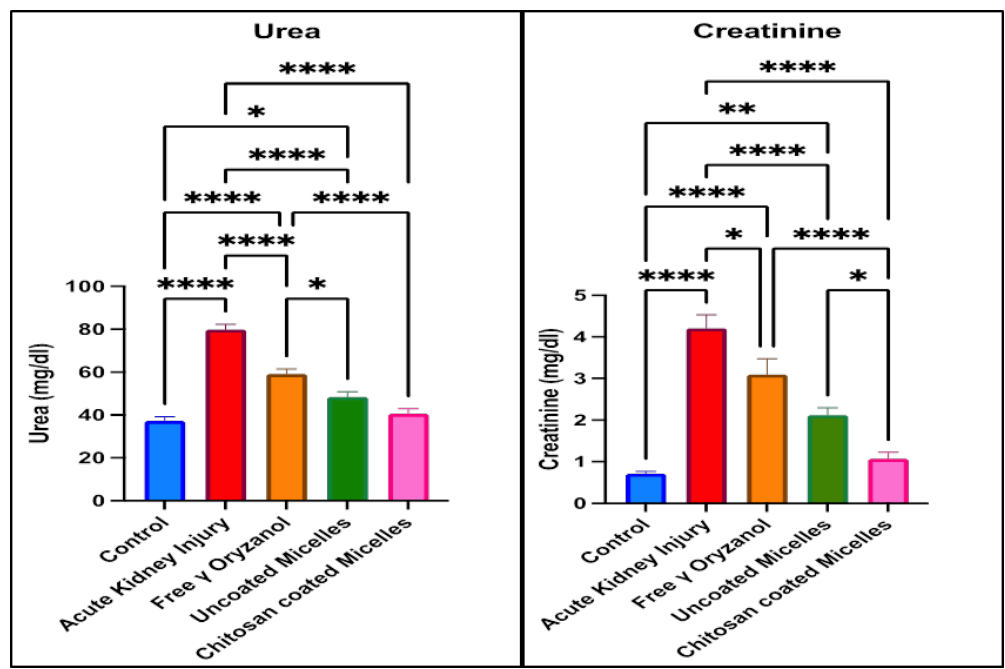 Urea
****
*
****
****
****
****
****
*
100
80
60
40
20
0
Urea (mg/dl)
Control
Acute Kidney Injury
Free γ Oryzanol
Uncoated Micelles
Chitosan coated Micelles
Creatinine
****
**
****
****
*
****
****
*
5
4
3
2
1
0
Creatinine (mg/dl)
Control
Acute Kidney Injury
Free γ Oryzanol
Uncoated Micelles
Chitosan coated Micelles